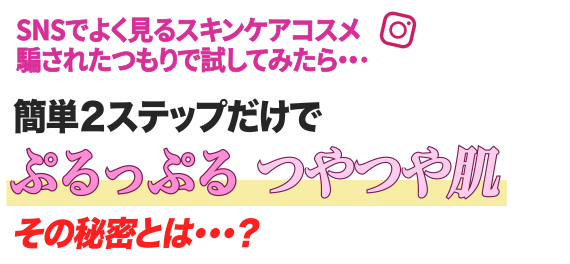 SNSでよく見るスキンケアコスメ
騙されたつもりで試してみたら・・・
簡単2ステップだけで
ぷるっぷる つやつや肌
その秘密とは・・・？